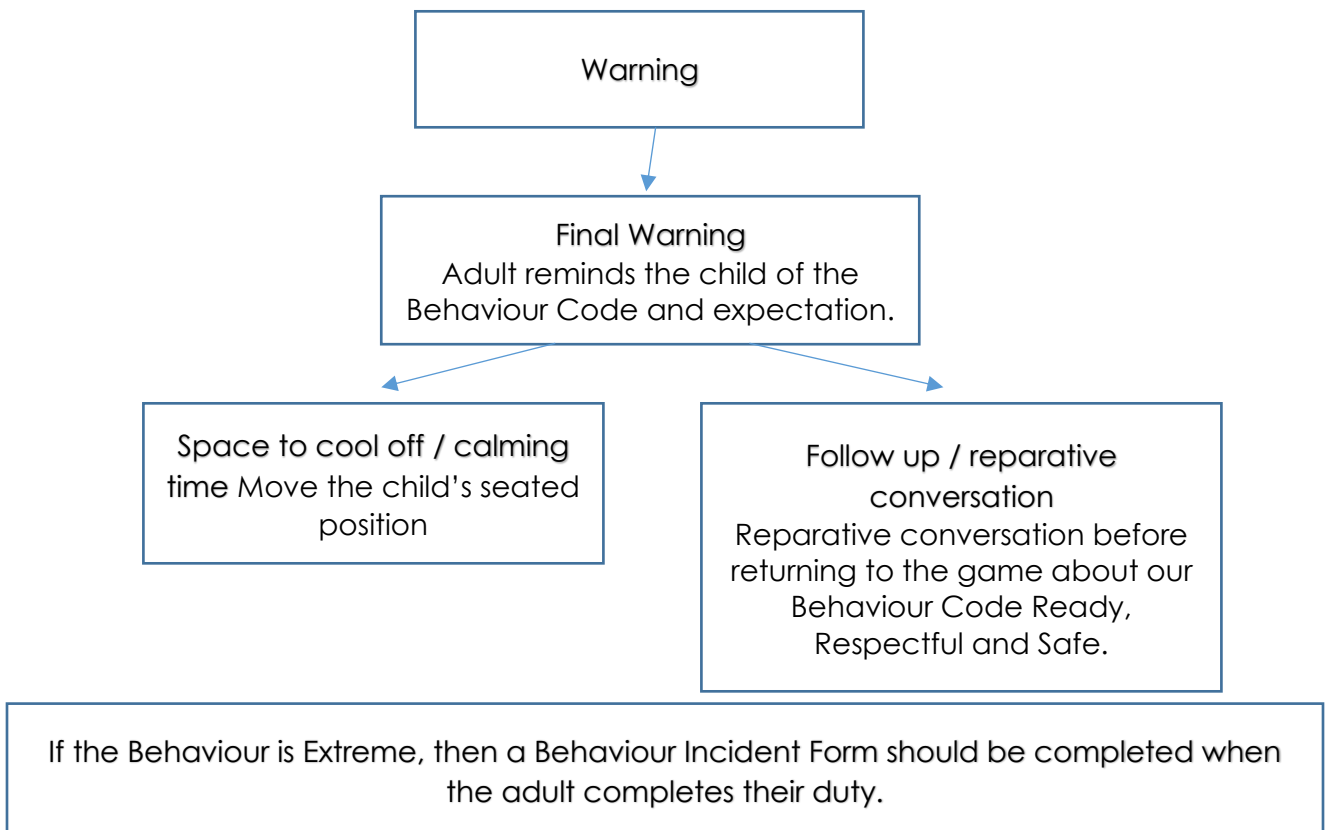 Warning
Final Warning
Adult reminds the child of the
Behaviour Code and expectation.
Space to cool off / calming
time Move the child’s seated
position
Follow up / reparative
conversation
Reparative conversation before
returning to the game about our
Behaviour Code Ready,
Respectful and Safe.
If the Behaviour is Extreme, then a Behaviour Incident Form should be completed when
the adult completes their duty.